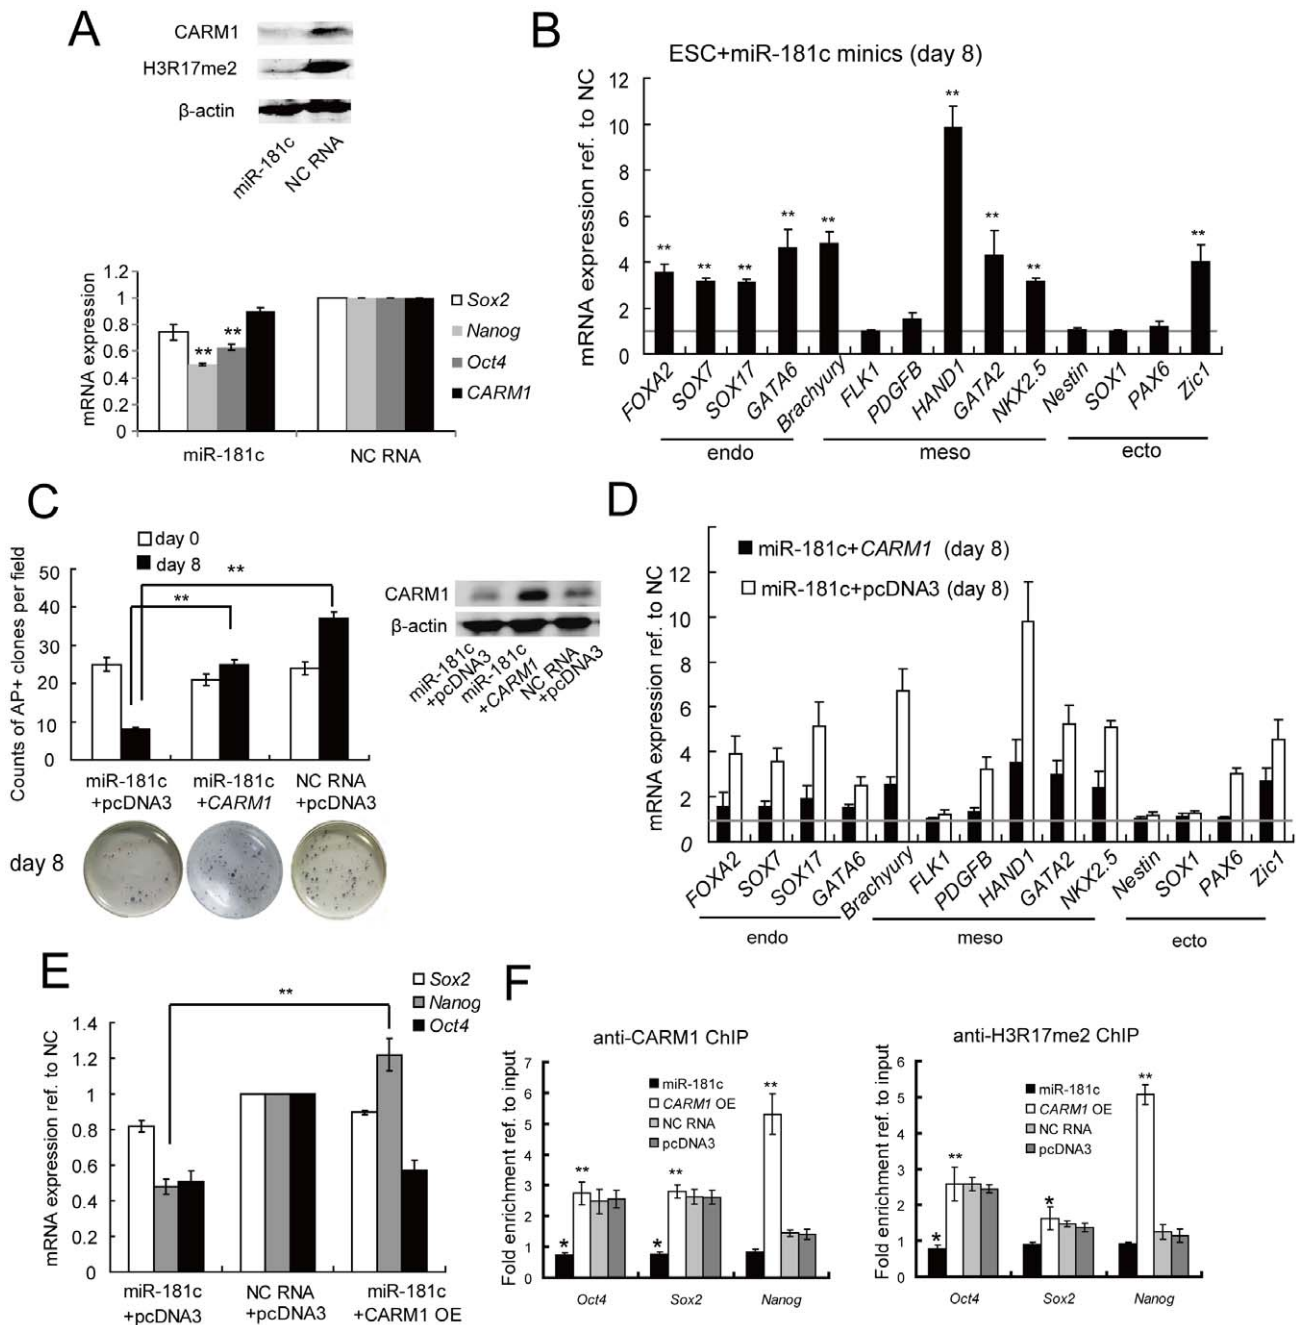 A
CARM1
H3R17me2
β-actin
miR-181c
NC RNA
mRNA expression
1.2
1
0.8
0.6
0.4
0.2
0
**
**
Sox2
Nanog
Oct4
CARM1
miR-181c
NC RNA
B
ESC+miR-181c minics (day 8)
mRNA expression ref. to NC
12
10
8
6
4
2
0
**
**
**
**
**
**
**
**
**
FOXA2
SOX7
SOX17
GATA6
Brachyury
FLK1
PDGFB
HAND1
GATA2
NKX2.5
Nestin
SOX1
PAX6
Zic1
endo
meso
ecto
C
day 0
day 8
Counts of AP+ clones per field
50
40
30
20
10
0
**
**
miR-181c
+pcDNA3
miR-181c
+CARM1
NC RNA
+pcDNA3
day 8
CARM1
β-actin
miR-181c
+pcDNA3
miR-181c
+CARM1
NC RNA
+pcDNA3
D
miR-181c+CARM1 (day 8)
miR-181c+pcDNA3 (day 8)
mRNA expression ref. to NC
12
10
8
6
4
2
0
FOXA2
SOX7
SOX17
GATA6
Brachyury
FLK1
PDGFB
HAND1
GATA2
NKX2.5
Nestin
SOX1
PAX6
Zic1
endo
meso
ecto
E
Sox2
Nanog
Oct4
**
mRNA expression ref. to NC
1.4
1.2
1
0.8
0.6
0.4
0.2
0
miR-181c
+pcDNA3
NC RNA
+pcDNA3
miR-181c
+CARM1 OE
F
anti-CARM1 ChIP
Fold enrichment ref. to input
7
6
5
4
3
2
1
0
miR-181c
CARM1 OE
NC RNA
pcDNA3
*
**
*
**
**
Oct4
Sox2
Nanog
anti-H3R17me2 ChIP
Fold enrichment ref. to input
6
5
4
3
2
1
0
miR-181c
CARM1 OE
NC RNA
pcDNA3
*
**
*
**
Oct4
Sox2
Nanog